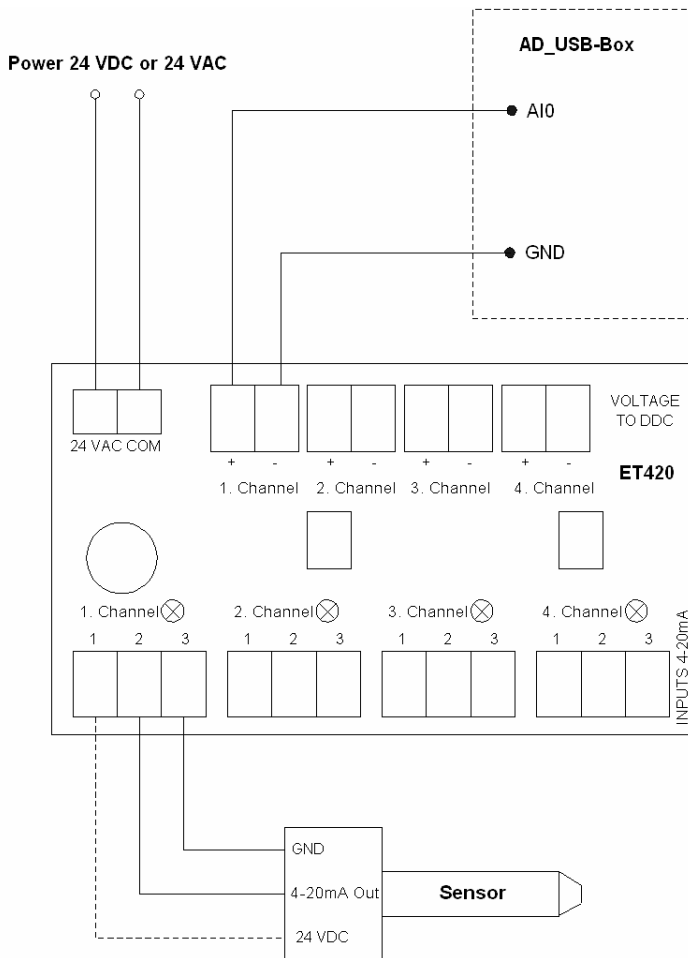 AD_USB-Box
Power 24 VDC or 24 VAC
AI0
GND
24 VAC COM
+ - + - + - + -
1. Channel 2. Channel 3. Channel 4. Channel
VOLTAGE
TO DDC
ET420
1. Channel 2. Channel 3. Channel 4. Channel
1 2 3 1 2 3 1 2 3 1 2 3
INPUTS 4-20mA
GND
4-20mA Out
24 VDC
Sensor